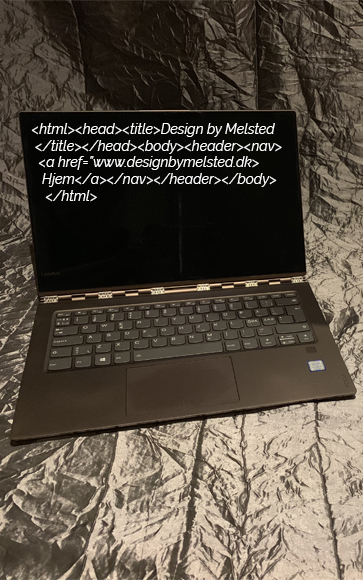 <html><head><title>Design by Melsted
</title></head><body><header><nav>
<a href="www.designbymelsted.dk>
Hjem</a></nav></header></body>
</html>
Lenovo